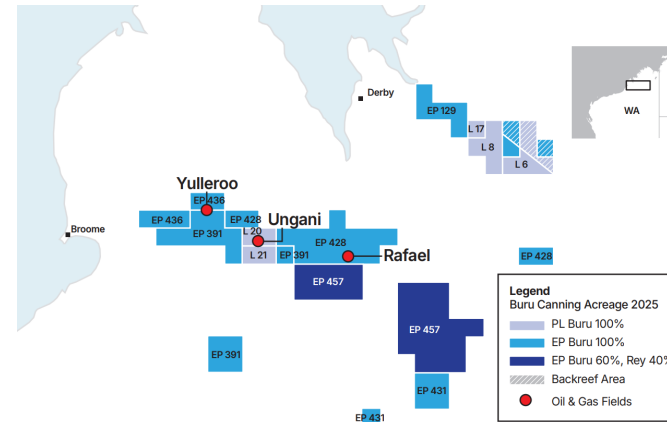 Derby
EP 129
WA
L 17
L 8
L 6
Yulleroo
EP 436
EP 436
EP 428
Ungani
L 20
EP 391
Broome
EP 428
L 21
EP 391
Rafael
EP 428
EP 457
EP 457
EP 391
EP 431
EP 431
Legend
Buru Canning Acreage 2025
PL Buru 100%
EP Buru 100%
EP Buru 60%, Rey 40%
Backreef Area
Oil & Gas Fields